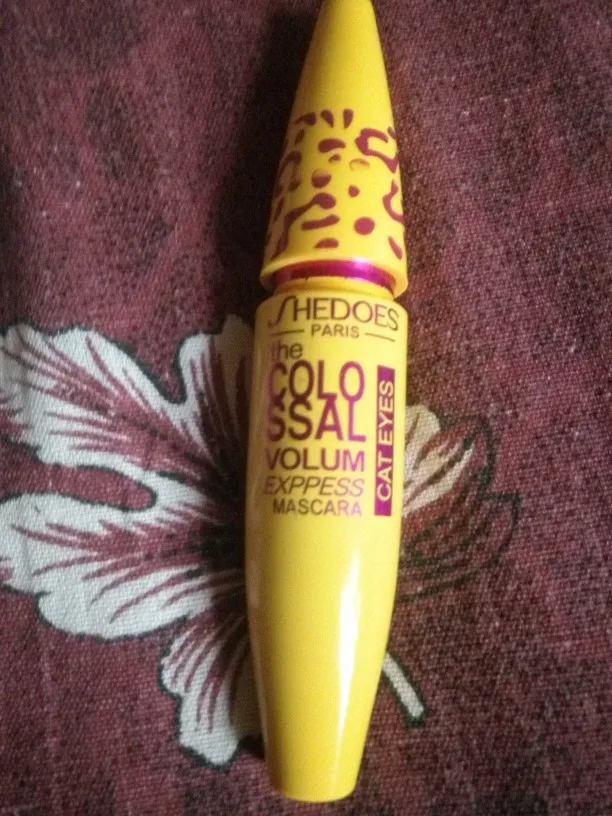 SHEDOES
PARIS
the
COLO
SSAL
VOLUM
EXPPESS
MASCARA
CAT EYES